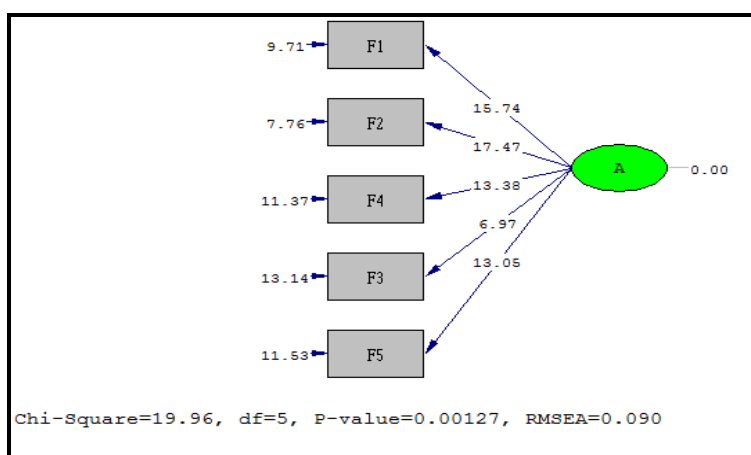 9.71 F1
15.74
7.76 F2
17.47
A 0.00
13.38
11.37 F4
6.97
13.05
13.14 F3
11.53 F5
Chi-Square=19.96, df=5, P-value=0.00127, RMSEA=0.090